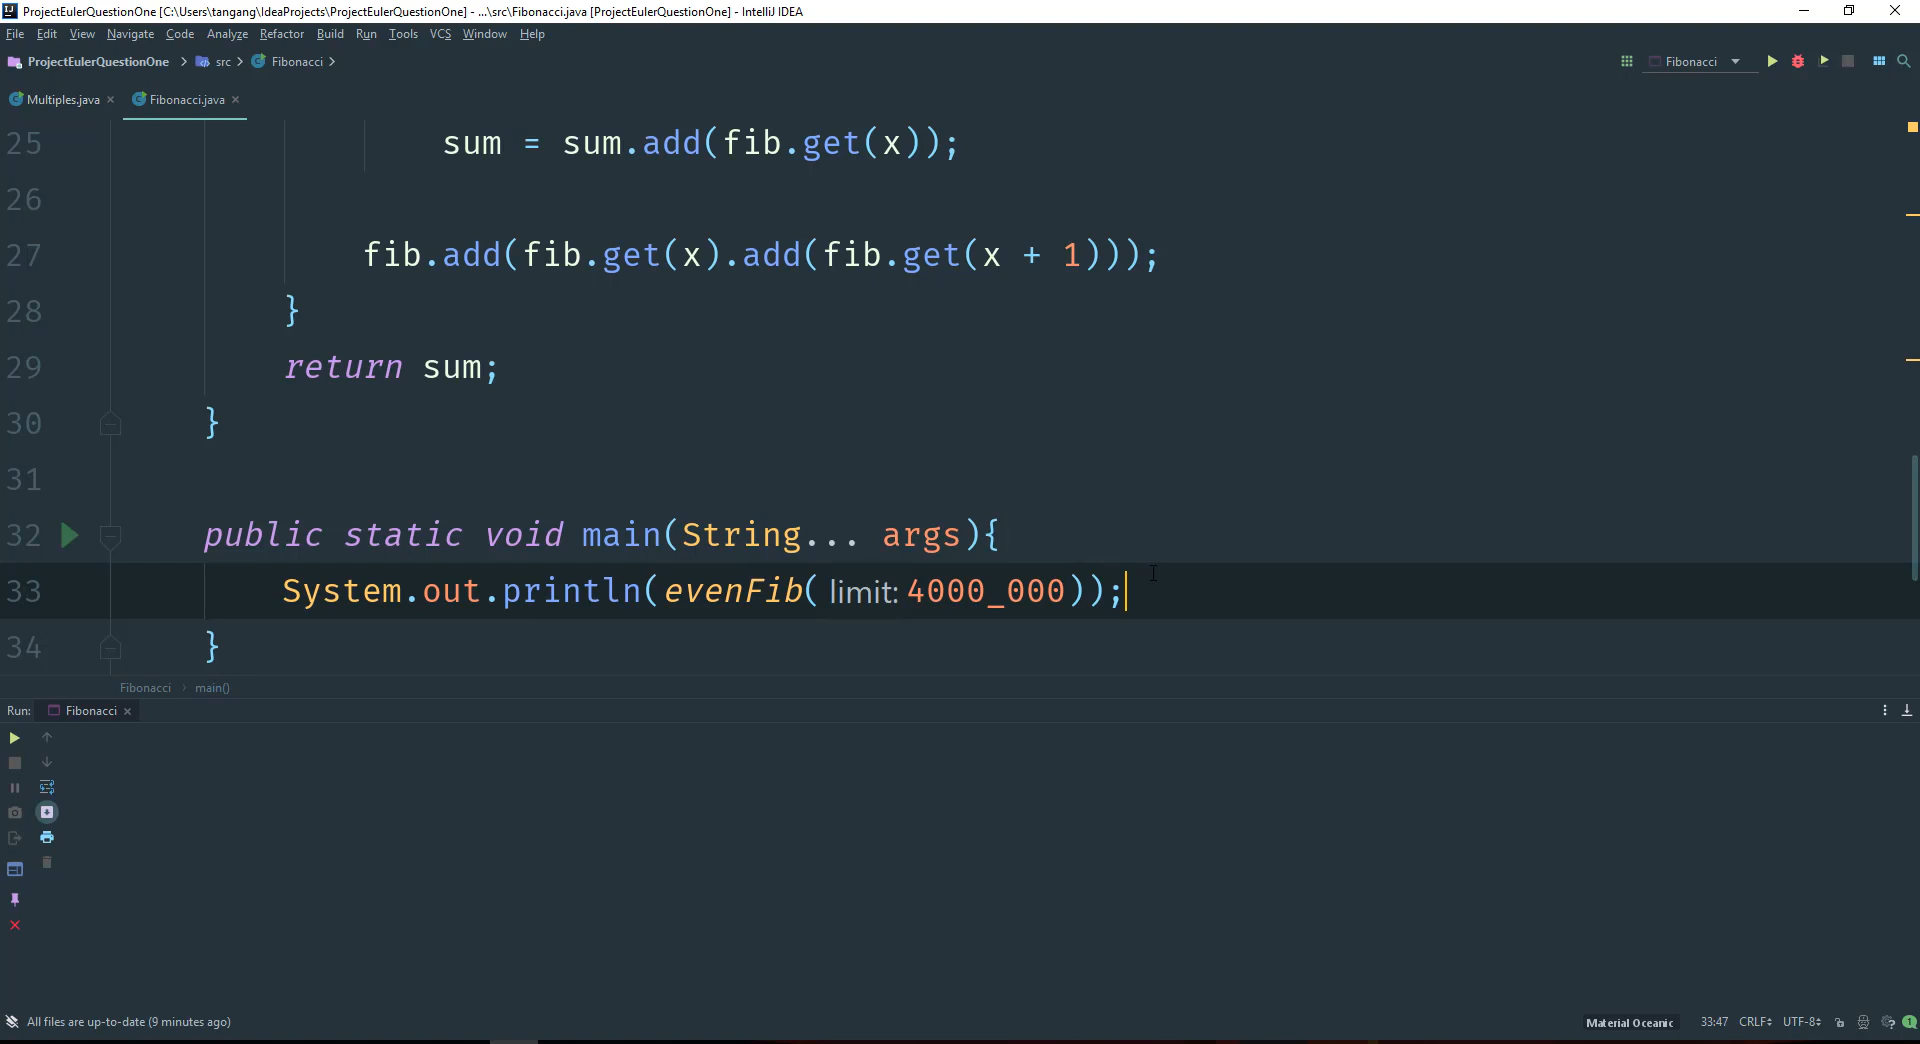 ProjectEulerQuestionOne [C:\Users\tangang\IdeaProjects\ProjectEulerQuestionOne] - ...\src\Fibonacci.java [ProjectEulerQuestionOne] - IntelliJ IDEA
File Edit View Navigate Code Analyze Refactor Build Run Tools VCS Window Help
ProjectEulerQuestionOne src Fibonacci Fibonacci
Multiples.java Fibonacci.java
25 sum = sum.add(fib.get(x));
26
27 fib.add(fib.get(x).add(fib.get(x + 1)));
28 }
29 return sum;
30 }
31
32 public static void main(String... args){
33 System.out.println(evenFib( limit: 4000_000));
34 }
Fibonacci main()
Run: Fibonacci
All files are up-to-date (9 minutes ago) Material Oceanic 33:47 CRLF UTF-8 1